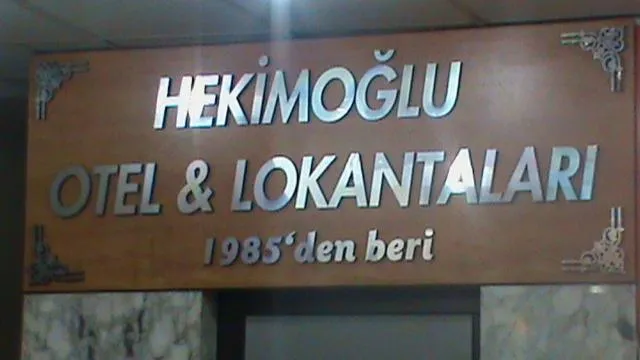 HEKİMOĞLU
OTEL & LOKANTALARI
1985'den beri